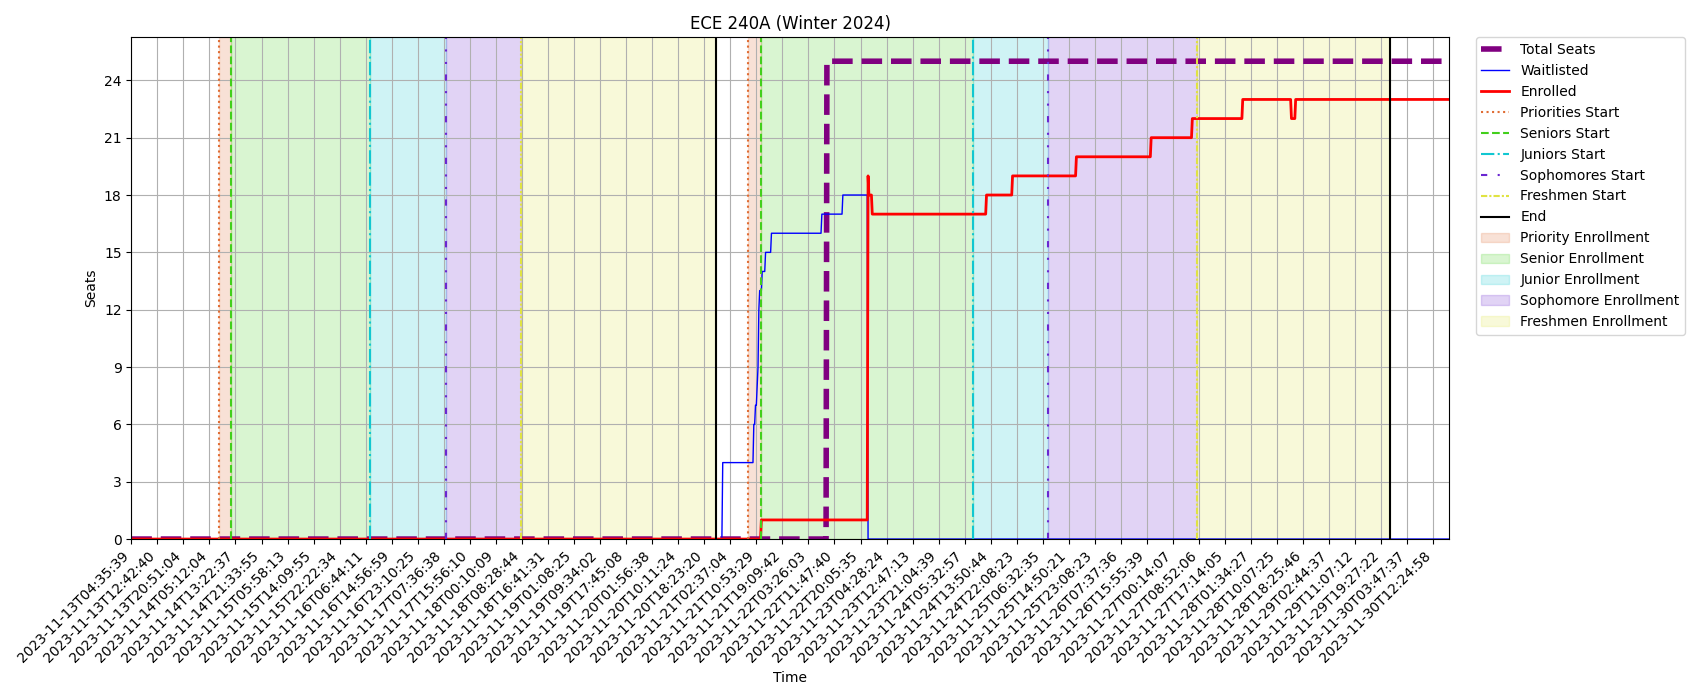 ECE 240A (Winter 2024)
Seats
24
21
18
15
12
9
6
3
0
2023-11-13T04:35:39
2023-11-13T12:42:40
2023-11-13T20:51:04
2023-11-14T05:12:04
2023-11-14T13:22:37
2023-11-14T21:33:55
2023-11-15T05:58:13
2023-11-15T14:09:55
2023-11-15T22:22:34
2023-11-16T06:44:11
2023-11-16T14:56:59
2023-11-16T23:10:25
2023-11-17T07:36:38
2023-11-17T15:56:10
2023-11-18T00:10:09
2023-11-18T08:28:44
2023-11-18T16:41:31
2023-11-19T01:08:25
2023-11-19T09:34:02
2023-11-19T17:45:08
2023-11-20T01:56:38
2023-11-20T10:11:24
2023-11-20T18:23:20
2023-11-21T02:37:04
2023-11-21T10:53:29
2023-11-21T19:09:42
2023-11-22T03:26:03
2023-11-22T11:47:40
2023-11-22T20:05:35
2023-11-23T04:28:24
2023-11-23T12:47:13
2023-11-23T21:04:39
2023-11-24T05:32:57
2023-11-24T13:50:44
2023-11-24T22:08:23
2023-11-25T06:32:35
2023-11-25T14:50:21
2023-11-25T23:08:23
2023-11-26T07:37:36
2023-11-26T15:55:39
2023-11-27T00:14:07
2023-11-27T08:52:06
2023-11-27T17:14:05
2023-11-28T01:34:27
2023-11-28T10:07:25
2023-11-28T18:25:46
2023-11-29T02:44:37
2023-11-29T11:07:12
2023-11-29T19:27:22
2023-11-30T03:47:37
2023-11-30T12:24:58
Time
Total Seats
Waitlisted
Enrolled
Priorities Start
Seniors Start
Juniors Start
Sophomores Start
Freshmen Start
End
Priority Enrollment
Senior Enrollment
Junior Enrollment
Sophomore Enrollment
Freshmen Enrollment